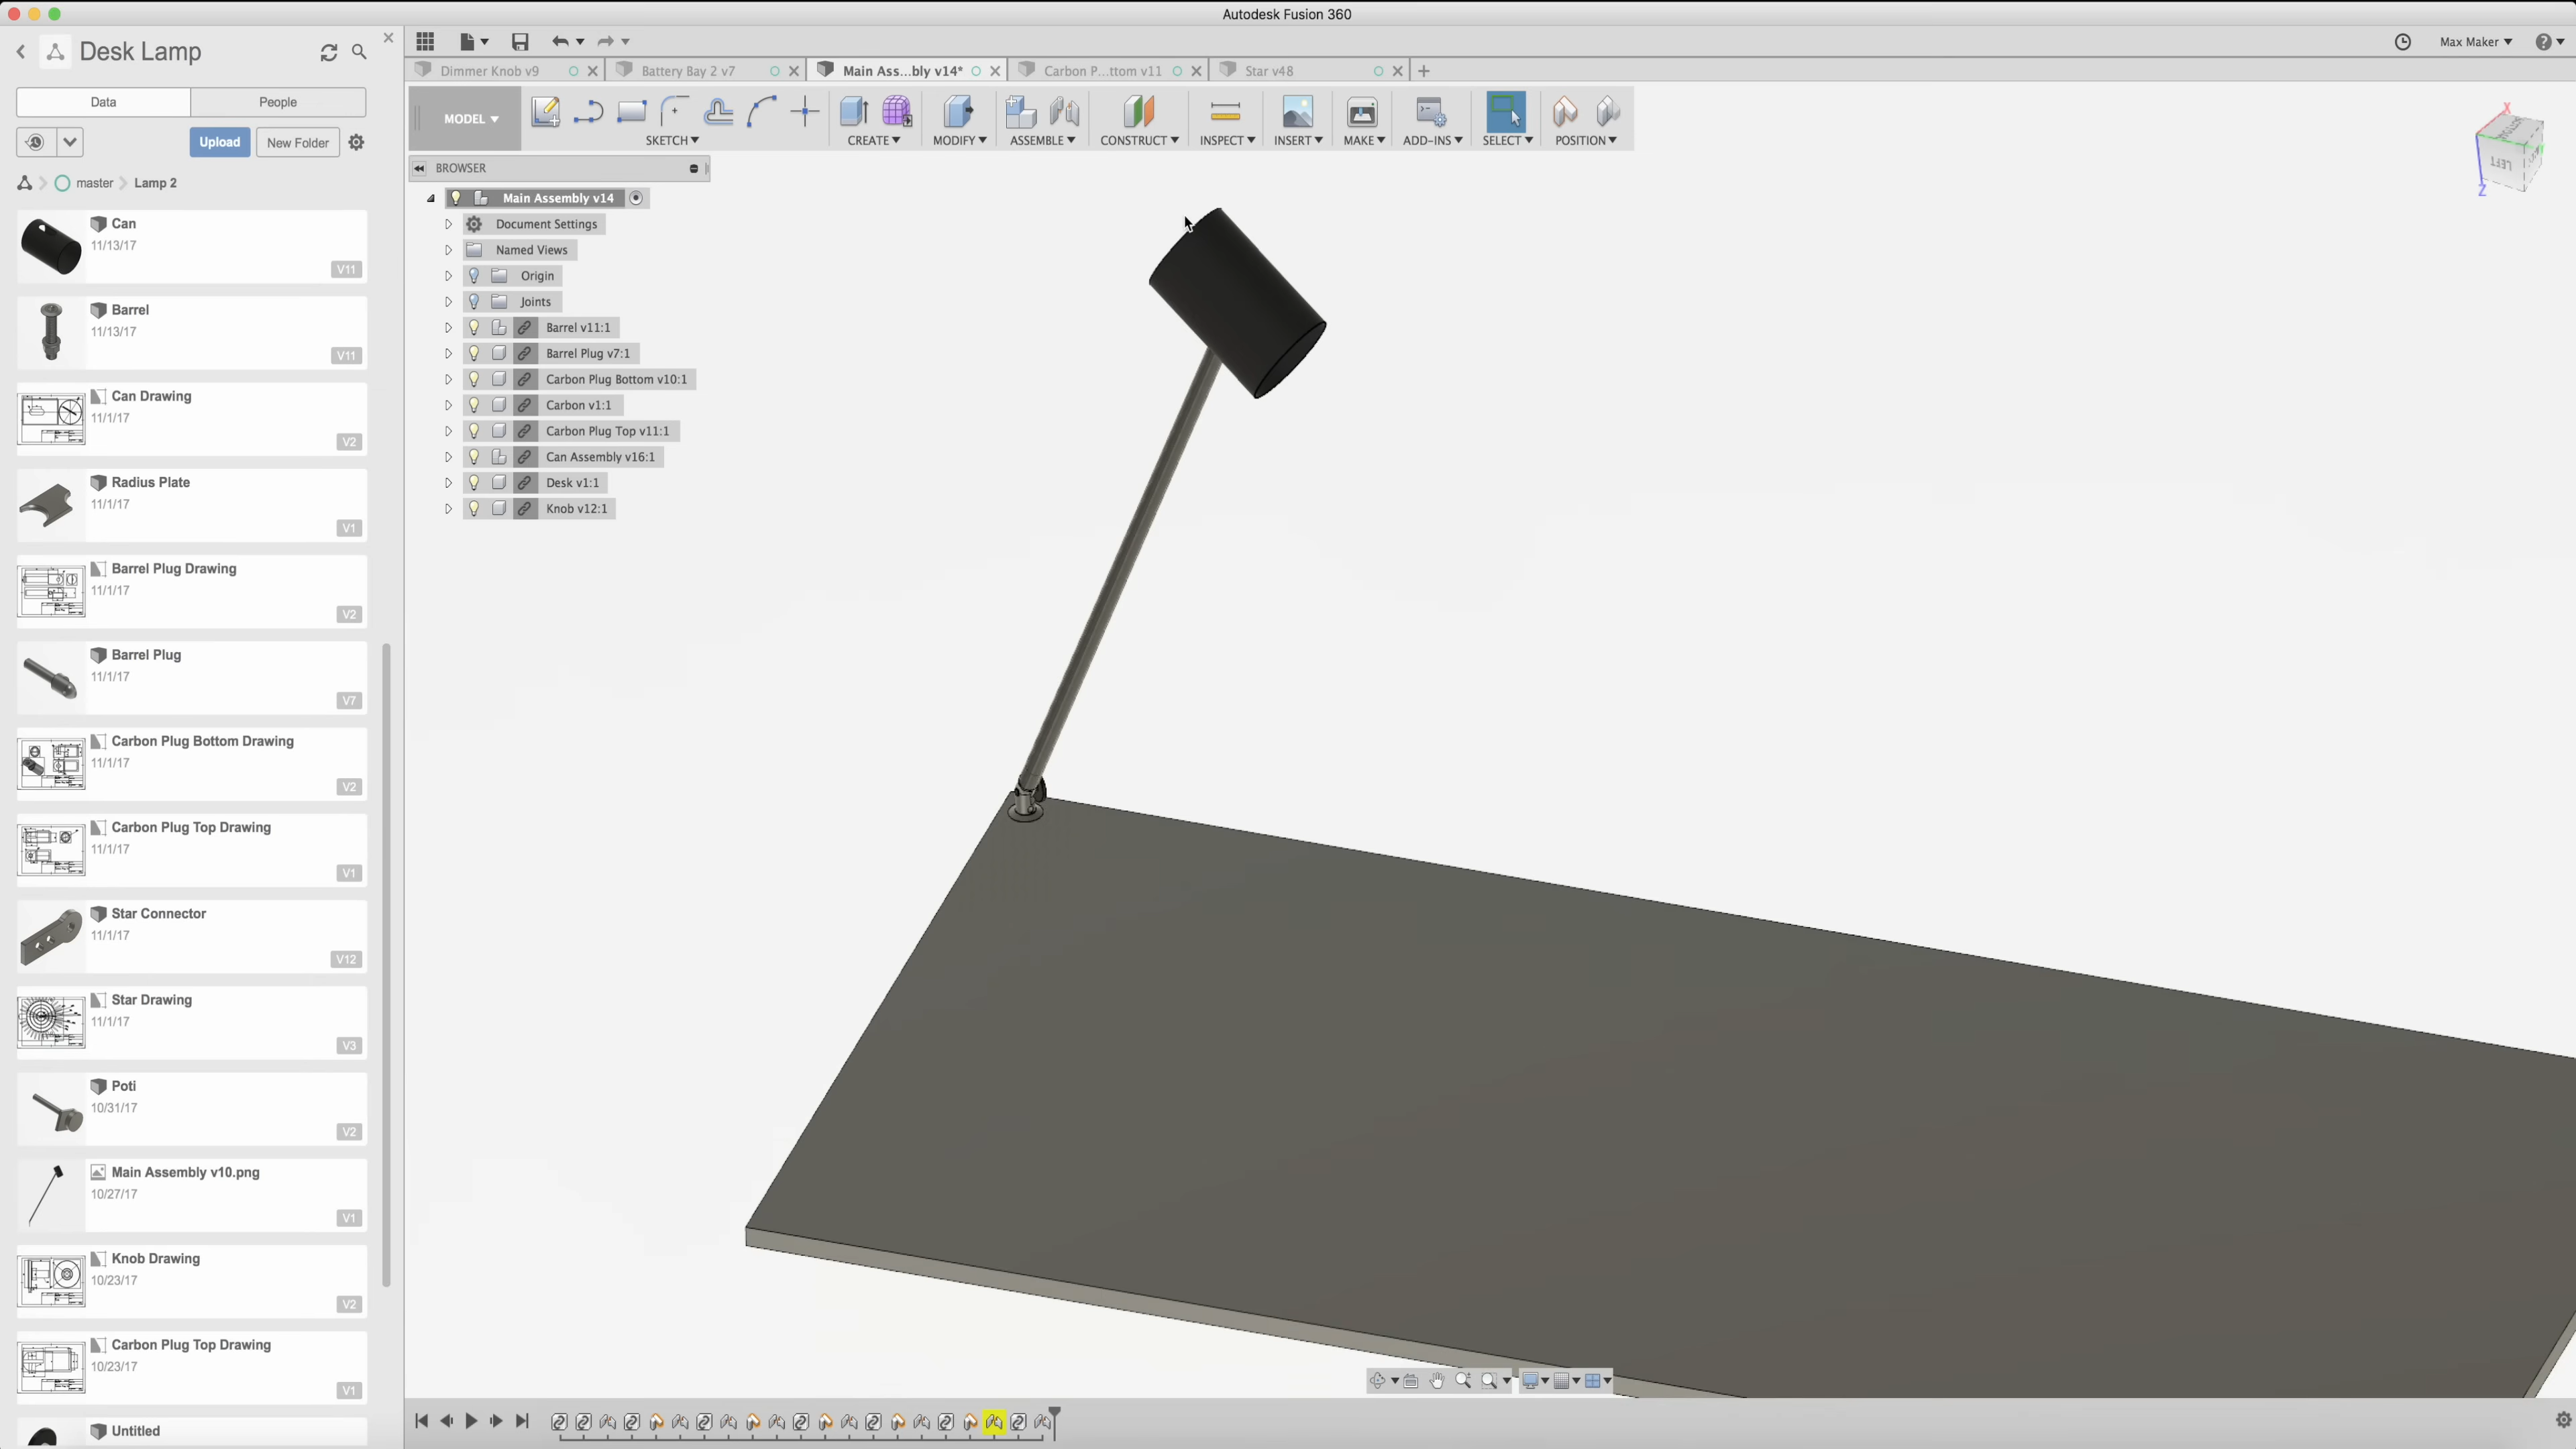 Autodesk Fusion 360
Desk Lamp
Data People
Upload New Folder
master Lamp 2
Can
11/13/17
V11
Barrel
11/13/17
V11
Can Drawing
11/1/17
V2
Radius Plate
11/1/17
V1
Barrel Plug Drawing
11/1/17
V2
Barrel Plug
11/1/17
V7
Carbon Plug Bottom Drawing
11/1/17
V2
Carbon Plug Top Drawing
11/1/17
V1
Star Connector
11/1/17
V12
Star Drawing
11/1/17
V3
Poti
10/31/17
V2
Main Assembly v10.png
10/27/17
V1
Knob Drawing
10/23/17
V2
Carbon Plug Top Drawing
10/23/17
V1
Untitled
Max Maker
Dimmer Knob v9 Battery Bay 2 v7 Main Ass...bly v14* Carbon P...ttom v11 Star v48
MODEL
SKETCH CREATE MODIFY ASSEMBLE CONSTRUCT INSPECT INSERT MAKE ADD-INS SELECT POSITION
BROWSER
Main Assembly v14
Document Settings
Named Views
Origin
Joints
Barrel v11:1
Barrel Plug v7:1
Carbon Plug Bottom v10:1
Carbon v1:1
Carbon Plug Top v11:1
Can Assembly v16:1
Desk v1:1
Knob v12:1
X
LEFT
Z